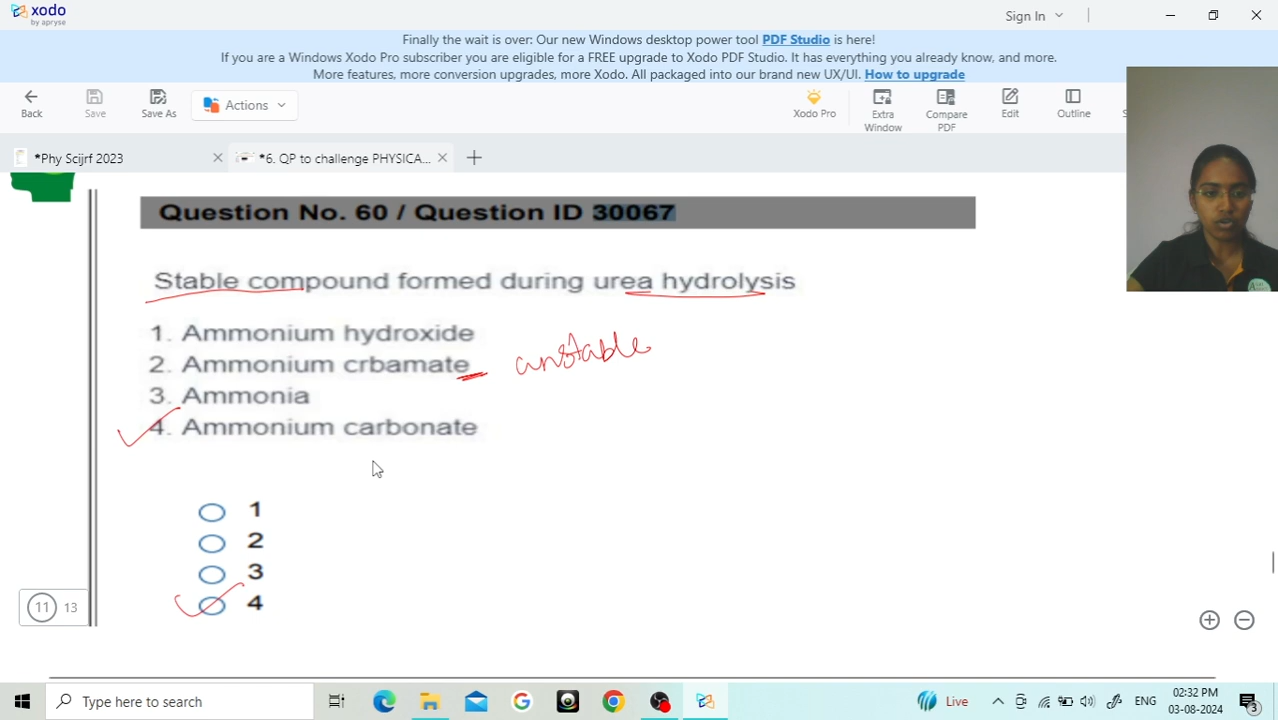 xodo
by apryse
Sign In
Finally the wait is over: Our new Windows desktop power tool PDF Studio is here!
If you are a Windows Xodo Pro subscriber you are eligible for a FREE upgrade to Xodo PDF Studio. It has everything you already know, and more.
More features, more conversion upgrades, more Xodo. All packaged into our brand new UX/UI. How to upgrade
Back Save Save As Actions Xodo Pro Extra Window Compare PDF Edit Outline
*Phy Scijrf 2023 *6. QP to challenge PHYSICA...
Question No. 60 / Question ID 30067
Stable compound formed during urea hydrolysis
1. Ammonium hydroxide
2. Ammonium crbamate unstable
3. Ammonia
4. Ammonium carbonate
1
2
3
4
11 13
Type here to search
Live
ENG
02:32 PM
03-08-2024
3